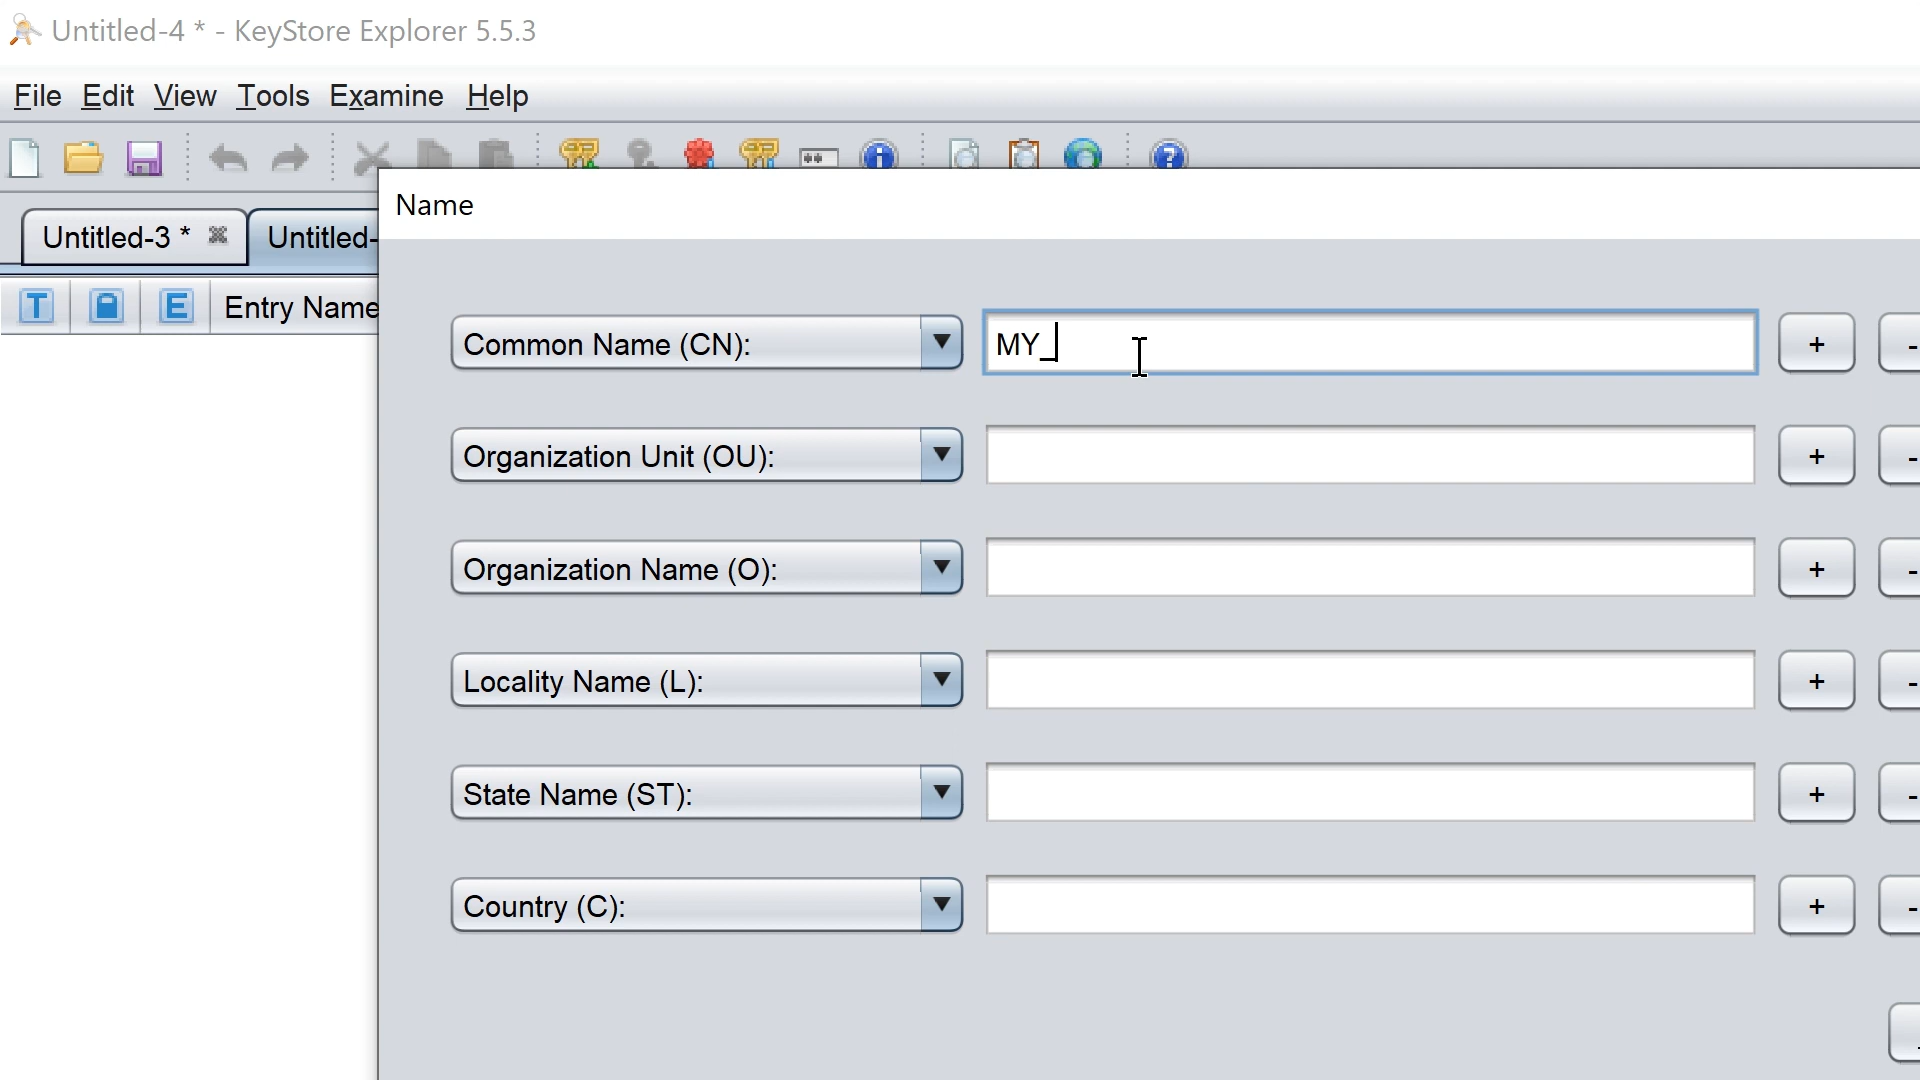 Untitled-4 * - KeyStore Explorer 5.5.3
File Edit View Tools Examine Help
Name
Untitled-3 * Untitled-
T E Entry Name
Common Name (CN): MY_ + -
Organization Unit (OU): + -
Organization Name (O): + -
Locality Name (L): + -
State Name (ST): + -
Country (C): + -